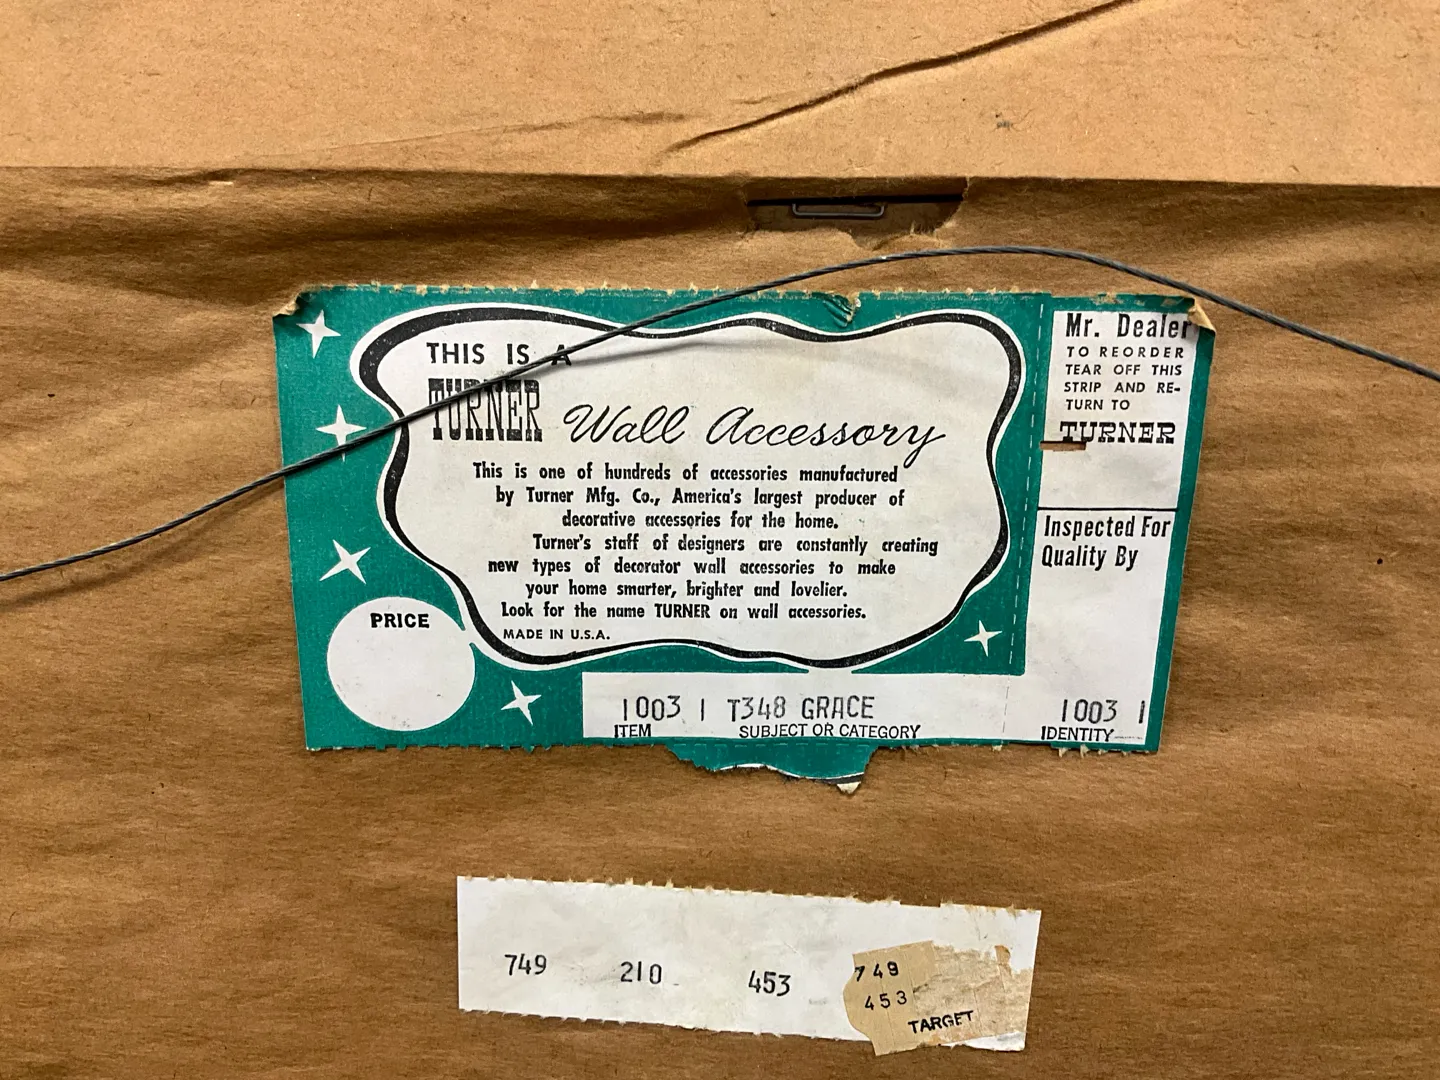 THIS IS A
TURNER Wall Accessory
This is one of hundreds of accessories manufactured
by Turner Mfg. Co., America's largest producer of
decorative accessories for the home.
Turner's staff of designers are constantly creating
new types of decorator wall accessories to make
your home smarter, brighter and lovelier.
Look for the name TURNER on wall accessories.
MADE IN U.S.A.
PRICE
1003 1 T348 GRACE
ITEM SUBJECT OR CATEGORY
Mr. Dealer
TO REORDER
TEAR OFF THIS
STRIP AND RE-
TURN TO
TURNER
Inspected For
Quality By
1003 1
IDENTITY
749 210 453
749
453
TARGET